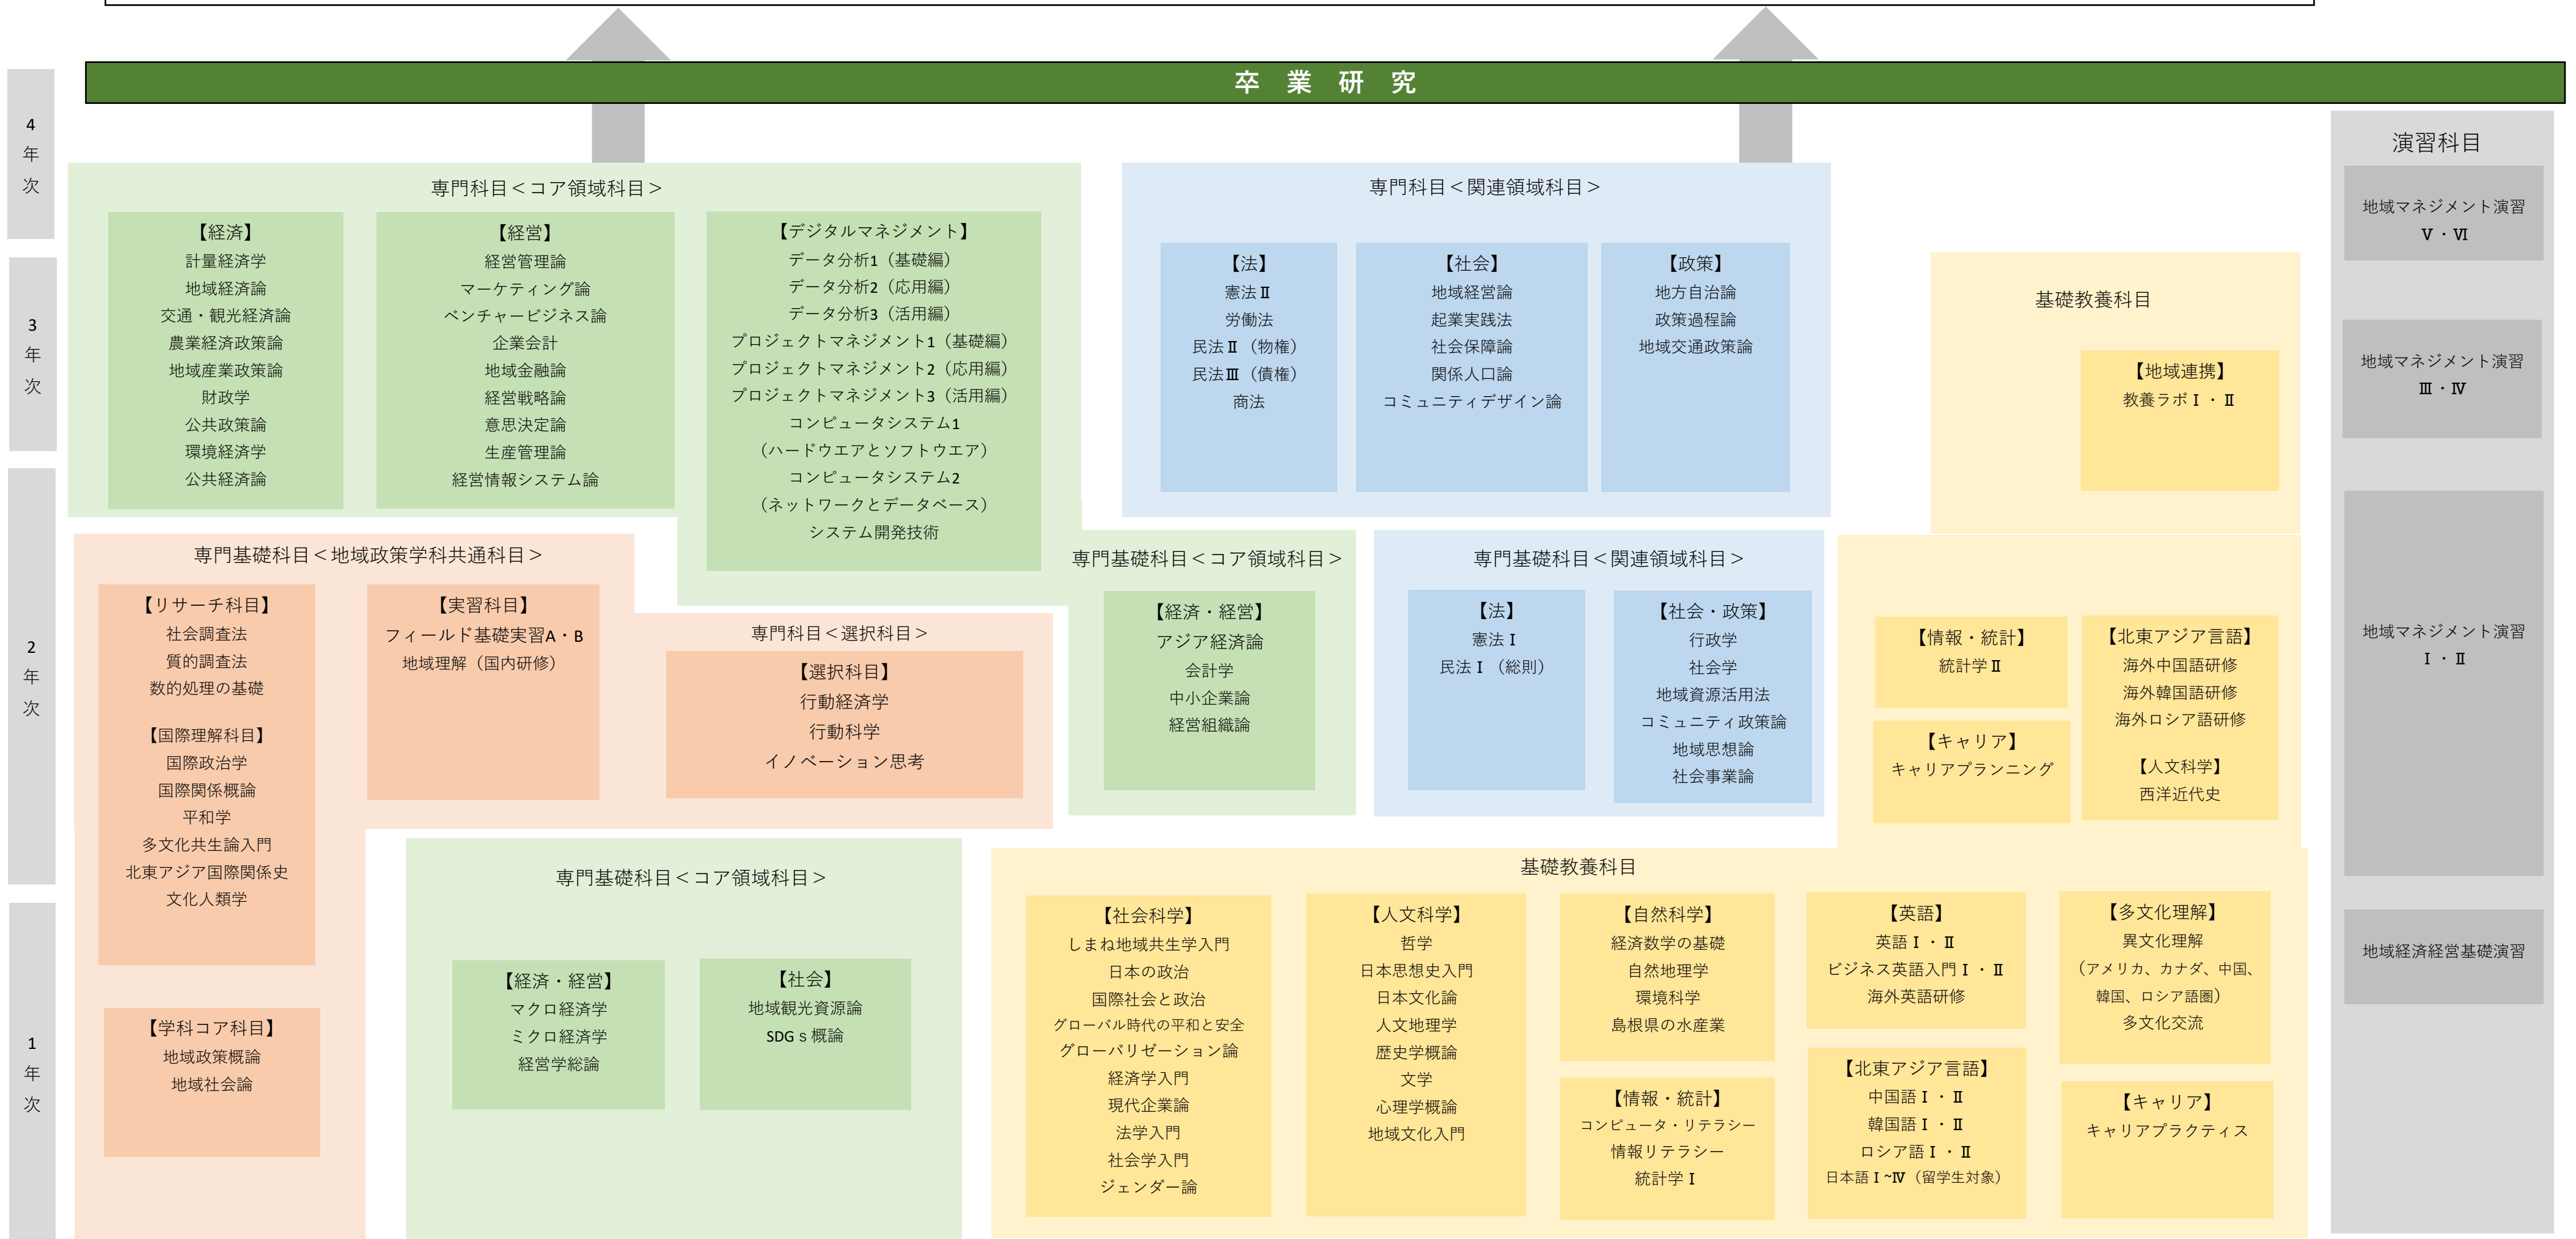 卒 業 研 究
4
年
次
3
年
次
2
年
次
1
年
次
専門科目＜コア領域科目＞
【経済】
計量経済学
地域経済論
交通・観光経済論
農業経済政策論
地域産業政策論
財政学
公共政策論
環境経済学
公共経済論
【経営】
経営管理論
マーケティング論
ベンチャービジネス論
企業会計
地域金融論
経営戦略論
意思決定論
生産管理論
経営情報システム論
【デジタルマネジメント】
データ分析1（基礎編）
データ分析2（応用編）
データ分析3（活用編）
プロジェクトマネジメント1（基礎編）
プロジェクトマネジメント2（応用編）
プロジェクトマネジメント3（活用編）
コンピュータシステム1
（ハードウエアとソフトウエア）
コンピュータシステム2
（ネットワークとデータベース）
システム開発技術
専門科目＜関連領域科目＞
【法】
憲法Ⅱ
労働法
民法Ⅱ（物権）
民法Ⅲ（債権）
商法
【社会】
地域経営論
起業実践法
社会保障論
関係人口論
コミュニティデザイン論
【政策】
地方自治論
政策過程論
地域交通政策論
基礎教養科目
【地域連携】
教養ラボⅠ・Ⅱ
演習科目
地域マネジメント演習
Ⅴ・Ⅵ
地域マネジメント演習
Ⅲ・Ⅳ
地域マネジメント演習
Ⅰ・Ⅱ
地域経済経営基礎演習
専門基礎科目＜地域政策学科共通科目＞
【リサーチ科目】
社会調査法
質的調査法
数的処理の基礎
【国際理解科目】
国際政治学
国際関係概論
平和学
多文化共生論入門
北東アジア国際関係史
文化人類学
【実習科目】
フィールド基礎実習A・B
地域理解（国内研修）
【学科コア科目】
地域政策概論
地域社会論
専門科目＜選択科目＞
【選択科目】
行動経済学
行動科学
イノベーション思考
専門基礎科目＜コア領域科目＞
【経済・経営】
アジア経済論
会計学
中小企業論
経営組織論
専門基礎科目＜関連領域科目＞
【法】
憲法Ⅰ
民法Ⅰ（総則）
【社会・政策】
行政学
社会学
地域資源活用法
コミュニティ政策論
地域思想論
社会事業論
【情報・統計】
統計学Ⅱ
【キャリア】
キャリアプランニング
【北東アジア言語】
海外中国語研修
海外韓国語研修
海外ロシア語研修
【人文科学】
西洋近代史
専門基礎科目＜コア領域科目＞
【経済・経営】
マクロ経済学
ミクロ経済学
経営学総論
【社会】
地域観光資源論
SDGｓ概論
基礎教養科目
【社会科学】
しまね地域共生学入門
日本の政治
国際社会と政治
グローバル時代の平和と安全
グローバリゼーション論
経済学入門
現代企業論
法学入門
社会学入門
ジェンダー論
【人文科学】
哲学
日本思想史入門
日本文化論
人文地理学
歴史学概論
文学
心理学概論
地域文化入門
【自然科学】
経済数学の基礎
自然地理学
環境科学
島根県の水産業
【情報・統計】
コンピュータ・リテラシー
情報リテラシー
統計学Ⅰ
【英語】
英語Ⅰ・Ⅱ
ビジネス英語入門Ⅰ・Ⅱ
海外英語研修
【北東アジア言語】
中国語Ⅰ・Ⅱ
韓国語Ⅰ・Ⅱ
ロシア語Ⅰ・Ⅱ
日本語Ⅰ~Ⅳ（留学生対象）
【多文化理解】
異文化理解
（アメリカ、カナダ、中国、
韓国、ロシア語圏）
多文化交流
【キャリア】
キャリアプラクティス